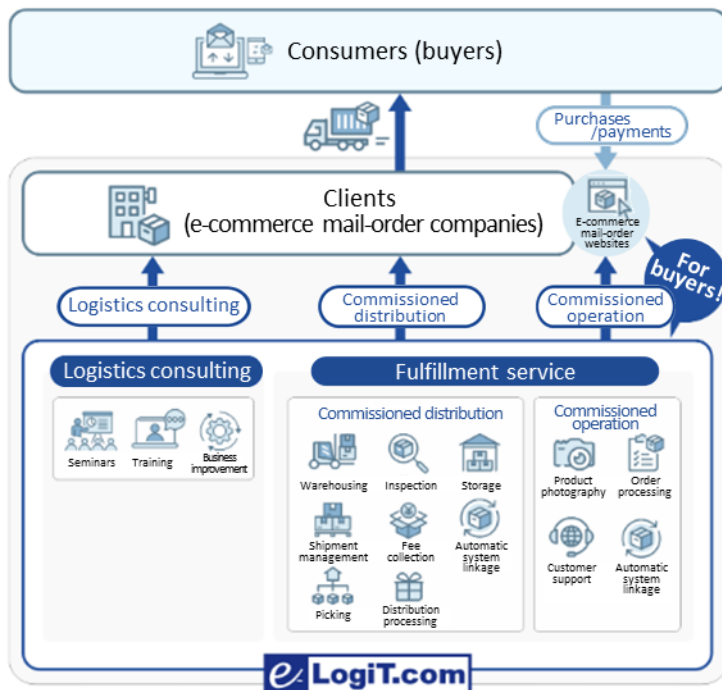 Consumers (buyers)
Purchases
/payments
Clients
(e-commerce mail-order companies)
E-commerce
mail-order
websites
For
buyers!
Logistics consulting
Commissioned
distribution
Commissioned
operation
Logistics consulting
Fulfillment service
Seminars
Training
Business
improvement
Commissioned distribution
Warehousing
Inspection
Storage
Shipment
management
Fee
collection
Automatic
system
linkage
Picking
Distribution
processing
Commissioned
operation
Product
photography
Order
processing
Customer
support
Automatic
system
linkage
e-LogiT.com